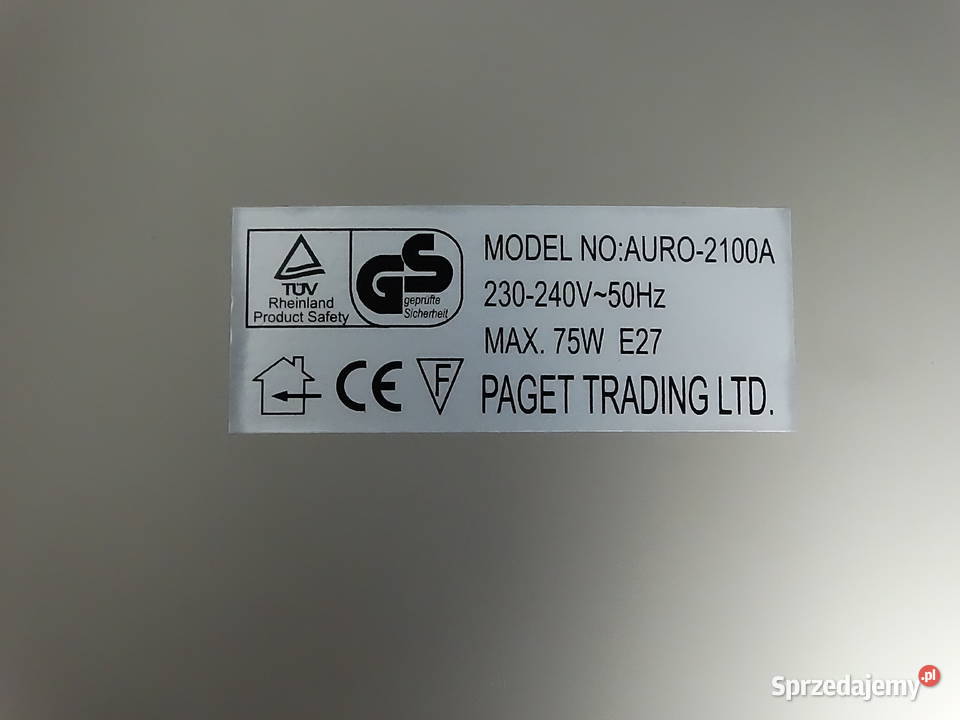 TÜV
Rheinland
Product Safety
GS
geprüfte
Sicherheit
MODEL NO:AURO-2100A
230-240V~50Hz
MAX. 75W E27
CE
F
PAGET TRADING LTD.
Sprzedajemy.pl